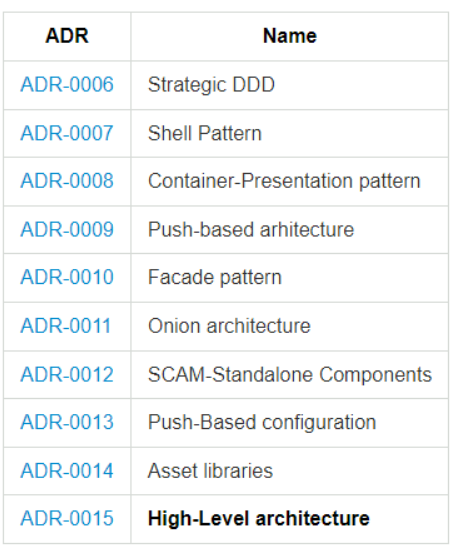 ADR Name
ADR-0006 Strategic DDD
ADR-0007 Shell Pattern
ADR-0008 Container-Presentation pattern
ADR-0009 Push-based arhitecture
ADR-0010 Facade pattern
ADR-0011 Onion architecture
ADR-0012 SCAM-Standalone Components
ADR-0013 Push-Based configuration
ADR-0014 Asset libraries
ADR-0015 High-Level architecture